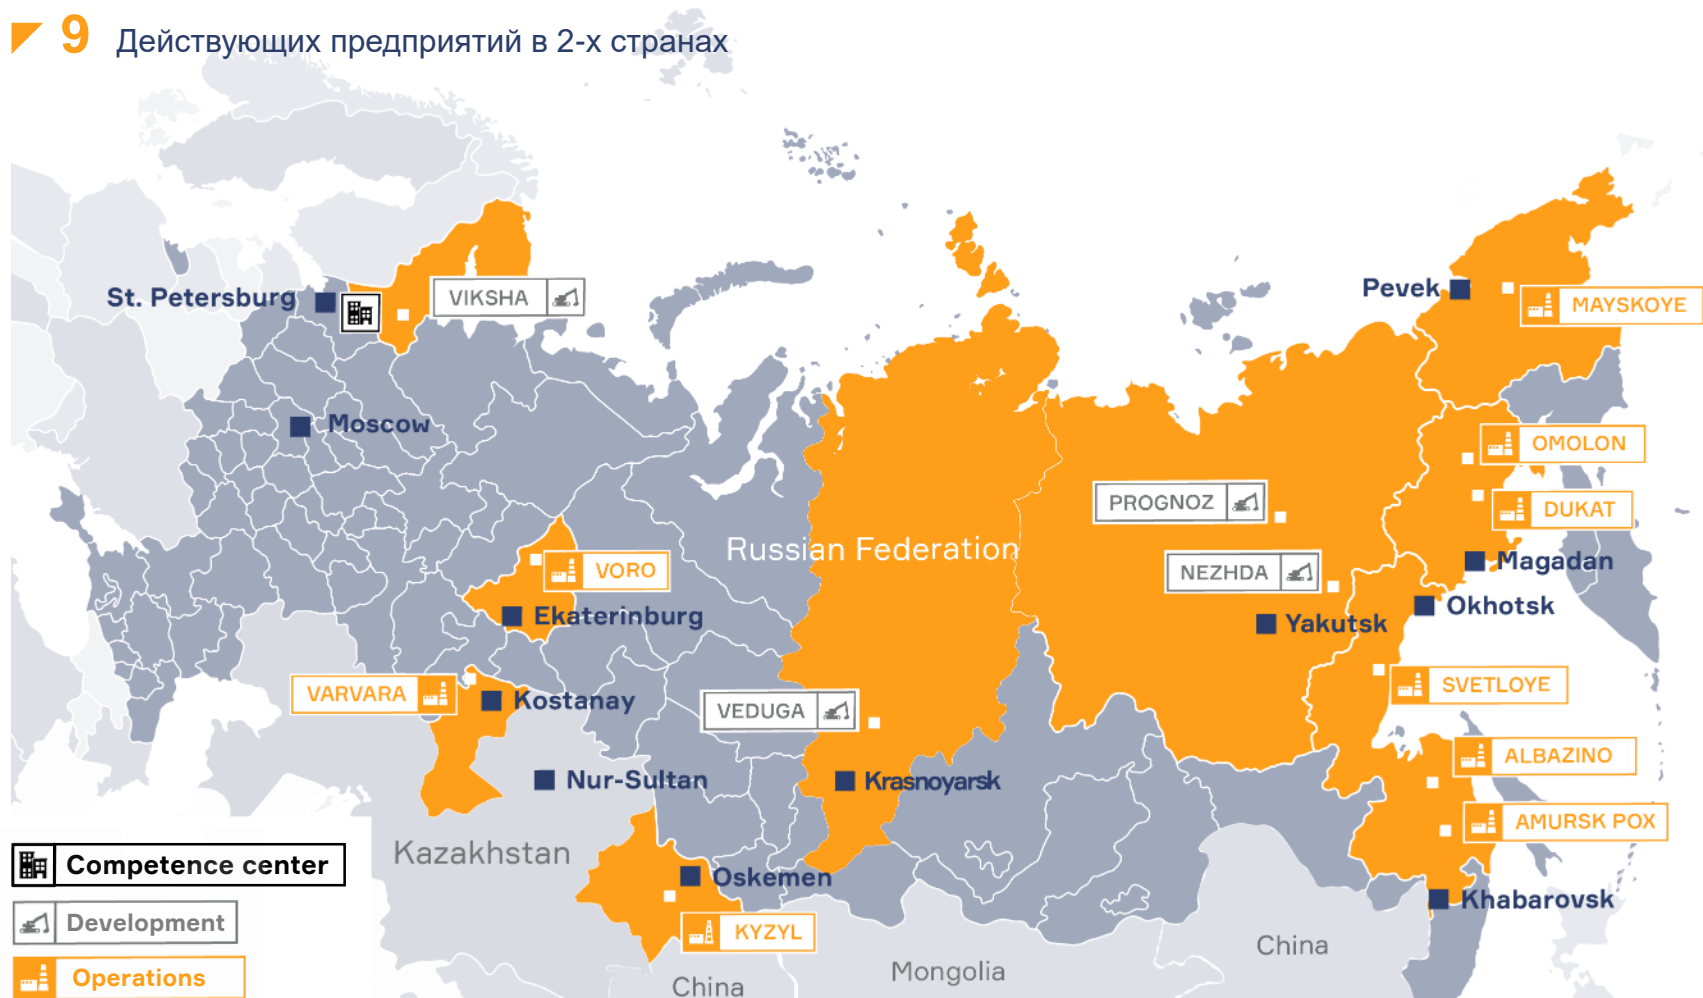 9 Действующих предприятий в 2-х странах
St. Petersburg
VIKSHA
Pevek
MAYSKOYE
Moscow
OMOLON
PROGNOZ
DUKAT
Russian Federation
VORO
NEZHDA
Magadan
Ekaterinburg
Yakutsk
Okhotsk
VARVARA
Kostanay
VEDUGA
SVETLOYE
Nur-Sultan
Krasnoyarsk
ALBAZINO
AMURSK POX
Kazakhstan
Competence center
Oskemen
Khabarovsk
Development
KYZYL
China
Mongolia
Operations
China